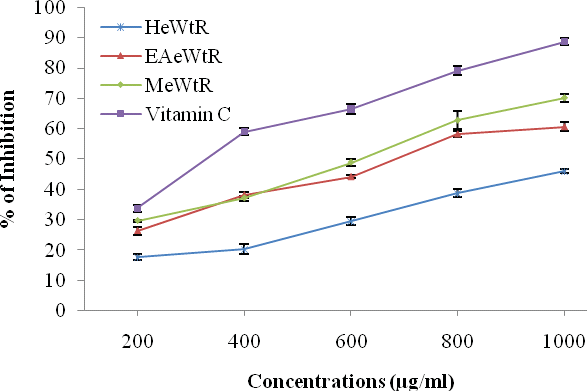 HeWtR
EAeWtR
MeWtR
Vitamin C
% of Inhibition
100
90
80
70
60
50
40
30
20
10
0
200 400 600 800 1000
Concentrations (µg/ml)